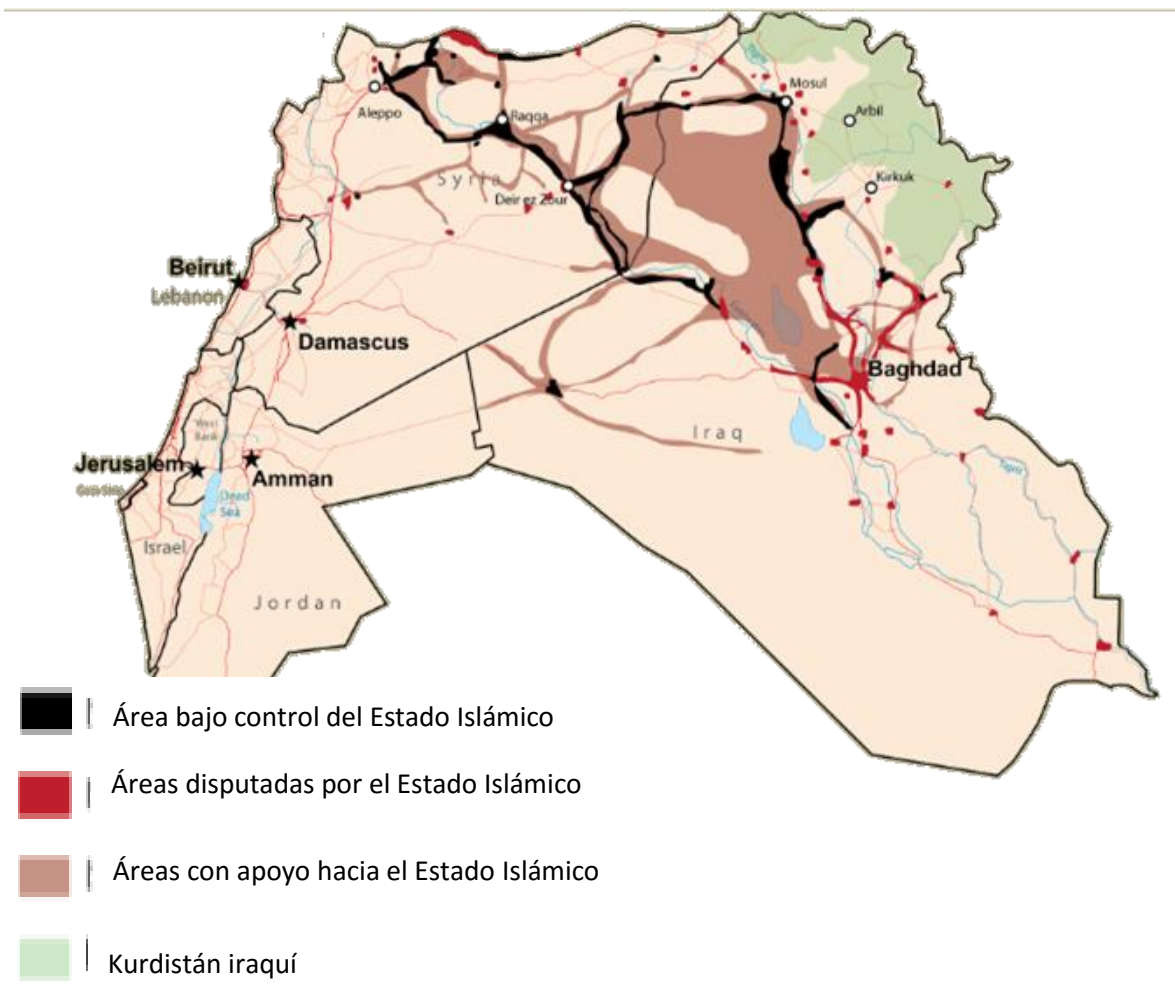 Tigris
Mosul
Aleppo
Raqqa
Arbil
Syria
Kirkuk
Deir ez Zour
Beirut
Lebanon
Damascus
Baghdad
West
Bank
Iraq
Jerusalem
Amman
Dead
Sea
Israel
Jordan
Área bajo control del Estado Islámico
Áreas disputadas por el Estado Islámico
Áreas con apoyo hacia el Estado Islámico
Kurdistán iraquí